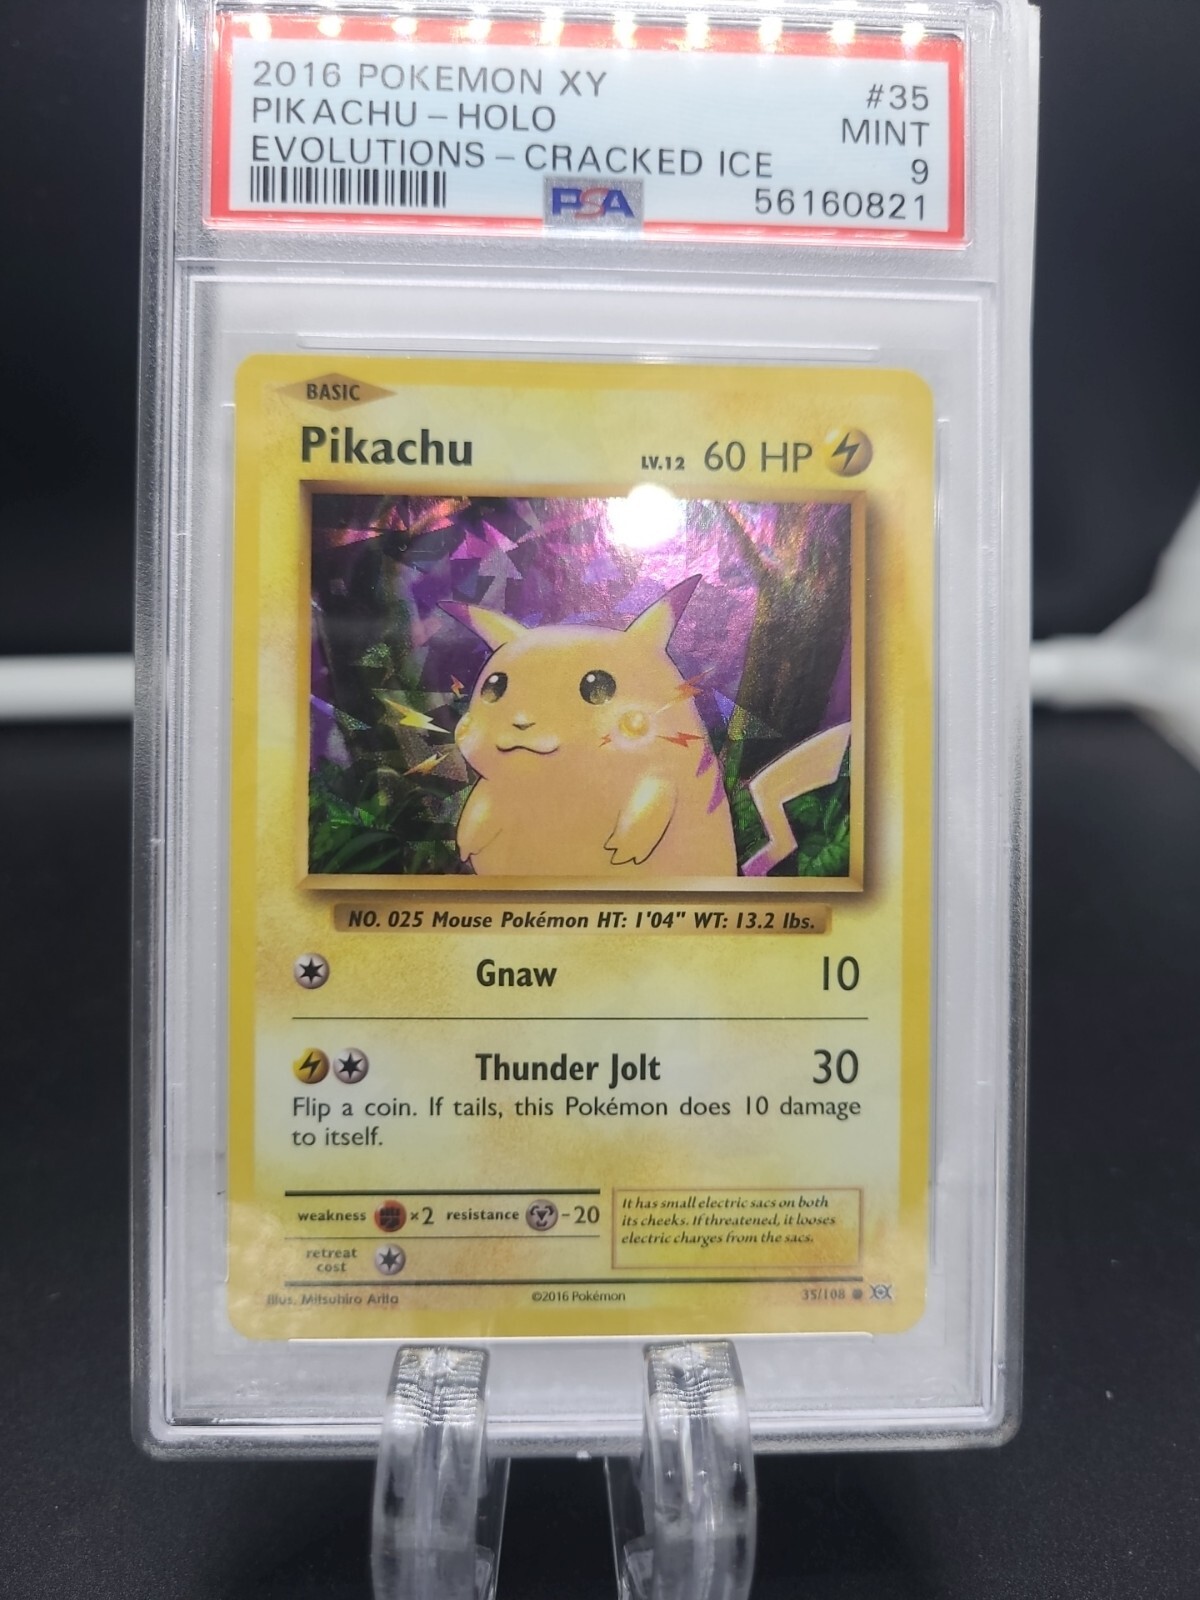 2016 POKEMON XY
PIKACHU - HOLO
EVOLUTIONS - CRACKED ICE
#35
MINT
9
PSA
56160821
BASIC
Pikachu
LV.12 60 HP
NO. 025 Mouse Pokémon HT: 1'04" WT: 13.2 lbs.
Gnaw 10
Thunder Jolt 30
Flip a coin. If tails, this Pokémon does 10 damage
to itself.
weakness ×2 resistance -20
retreat
cost
It has small electric sacs on both
its cheeks. If threatened, it looses
electric charges from the sacs.
Illus. Mitsuhiro Arita ©2016 Pokémon 35/108